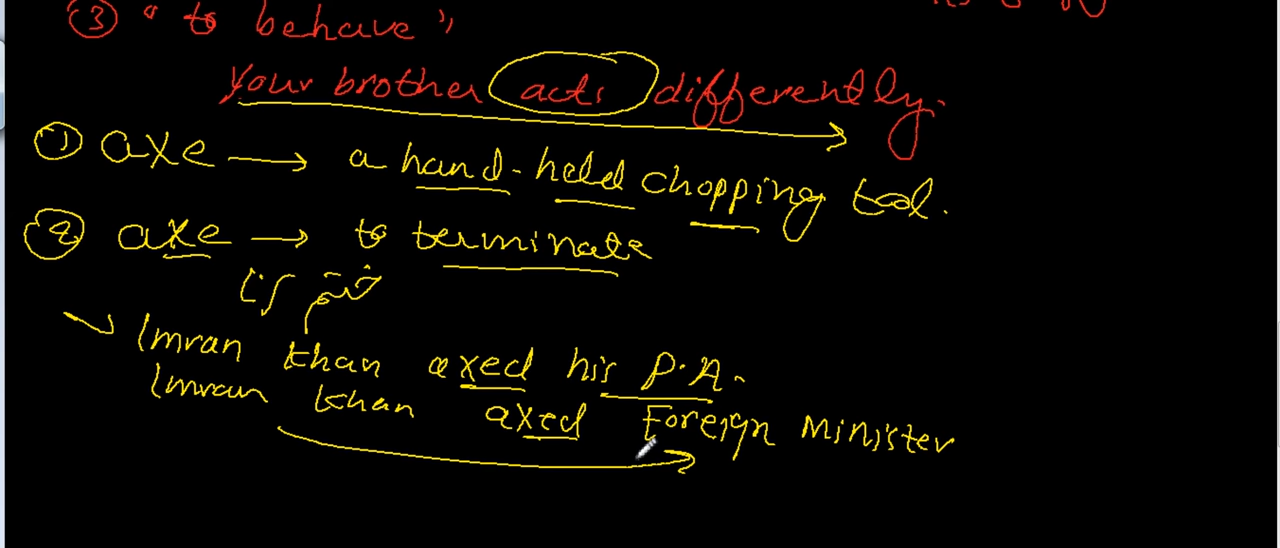 ③ "to behave"
Your brother acts differently.
① axe → a hand-held chopping tool.
② axe → to terminate
ختم کرنا
Imran khan axed his P.A.
Imran khan axed Foreign Minister